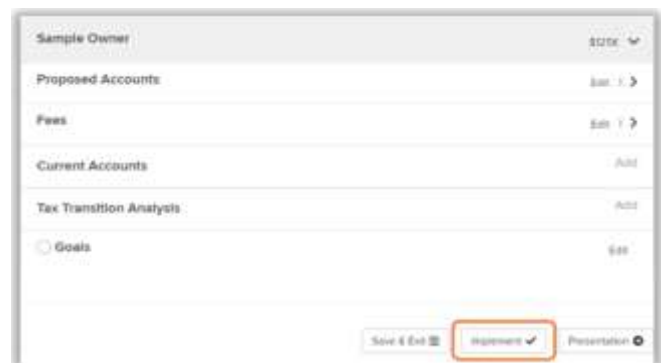 Sample Owner
Proposed Accounts Edit 1
Fees Edit
Current Accounts Add
Tax Transition Analysis Add
Goals Edit
Save & Exit Implement Presentation